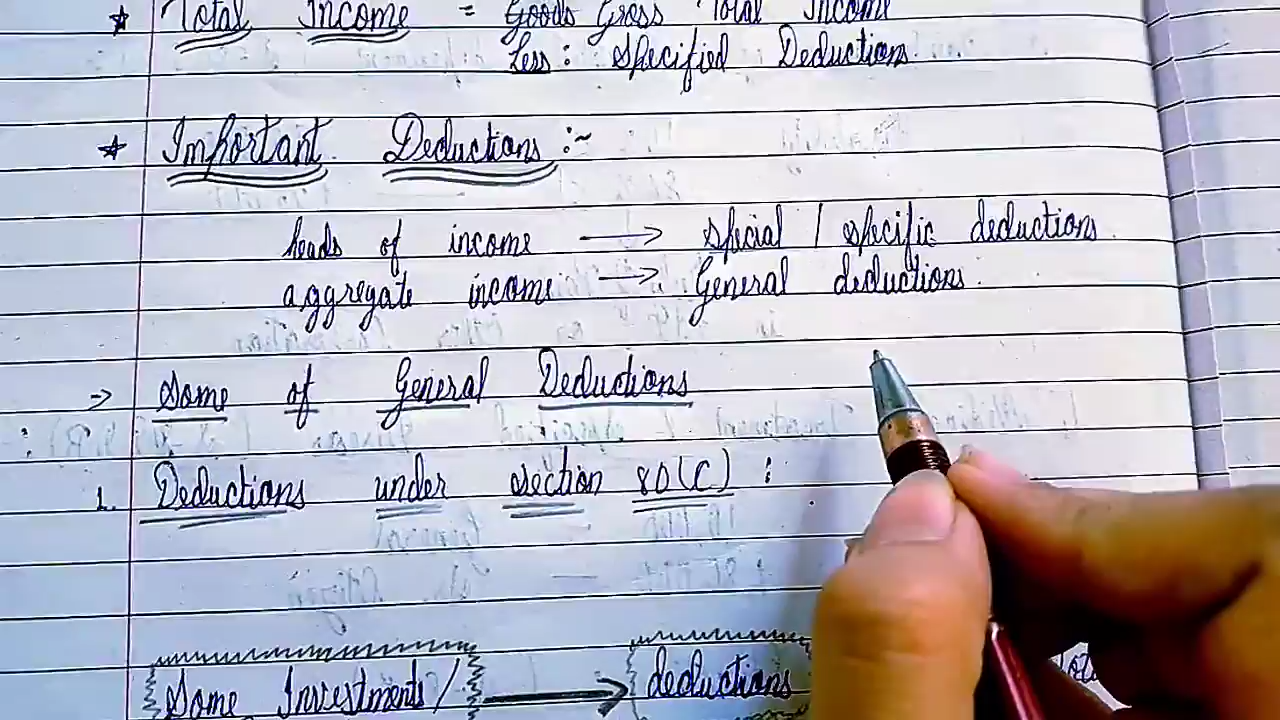 * Total Income = Goods Gross Total Income
Less: Specified Deductions.
* Important Deductions :~
heads of income → special / specific deductions.
aggregate income → General deductions.
→ Some of General Deductions
1. Deductions under section 80(C) :
Some Investments/ → deductions